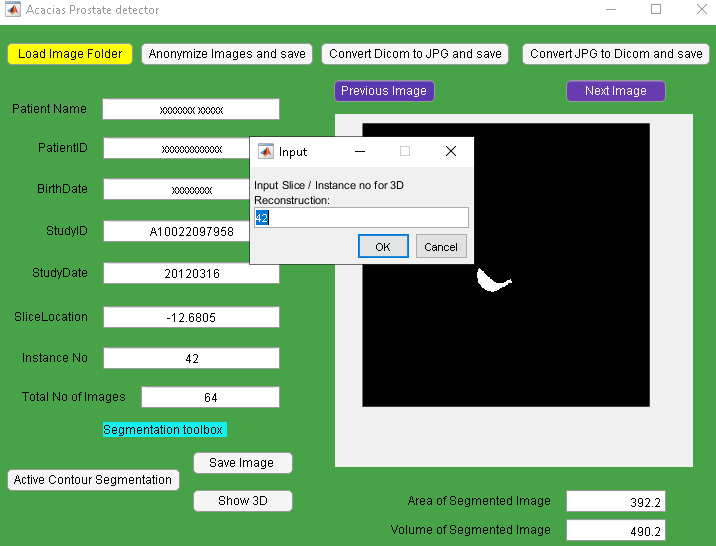 Acacias Prostate detector
Load Image Folder
Anonymize Images and save
Convert Dicom to JPG and save
Convert JPG to Dicom and save
Previous Image
Next Image
Patient Name
xxxxxxx xxxxx
PatientID
xxxxxxxxxxxx
BirthDate
xxxxxxxx
StudyID
A10022097958
StudyDate
20120316
SliceLocation
-12.6805
Instance No
42
Total No of Images
64
Input
Input Slice / Instance no for 3D
Reconstruction:
42
OK
Cancel
Segmentation toolbox
Save Image
Active Contour Segmentation
Show 3D
Area of Segmented Image
392.2
Volume of Segmented Image
490.2